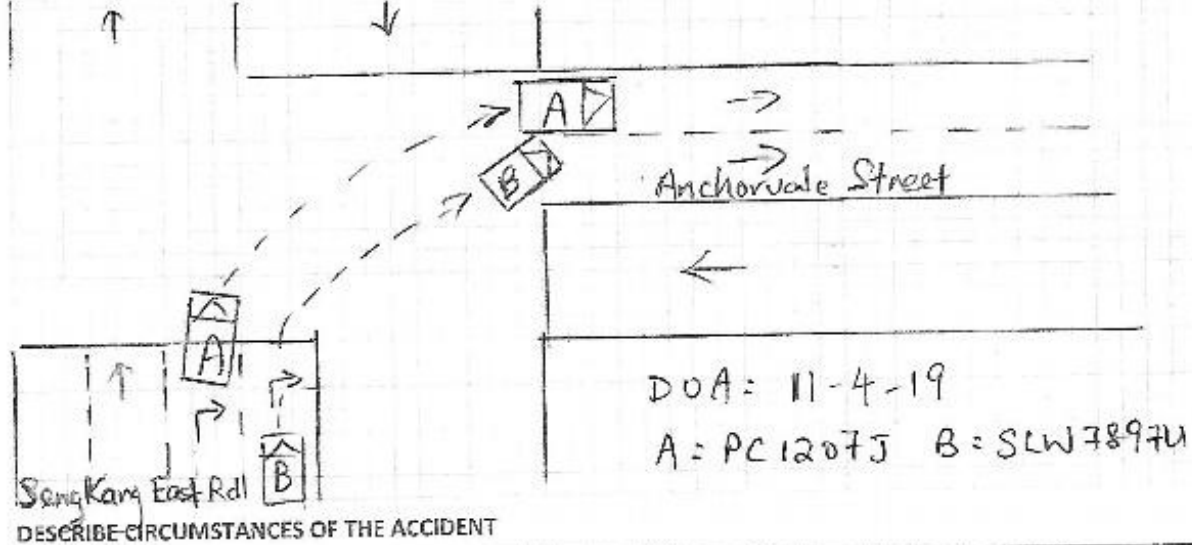 A
B
Anchorvale Street
A
B
DOA: 11-4-19
A: PC1207J B: SLW7897U
SengKang East Rd
DESCRIBE CIRCUMSTANCES OF THE ACCIDENT